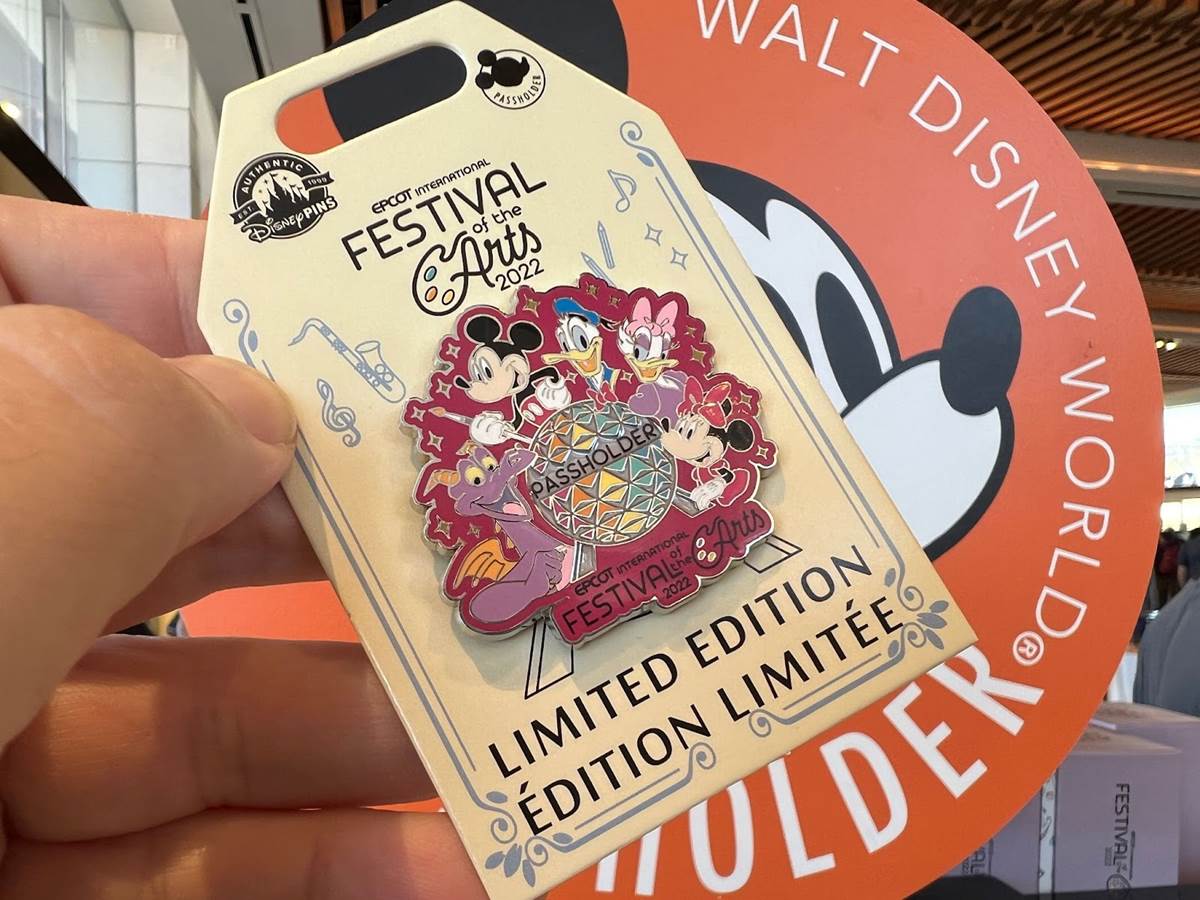 WALT DISNEY WORLD®
HOLDER
PASSHOLDER
AUTHENTIC
EST. 1999
DISNEY PINS
EPCOT INTERNATIONAL
FESTIVAL
of the
Arts
2022
PASSHOLDER
EPCOT INTERNATIONAL
FESTIVAL of the Arts
2022
LIMITED EDITION
ÉDITION LIMITÉE
FESTIVAL